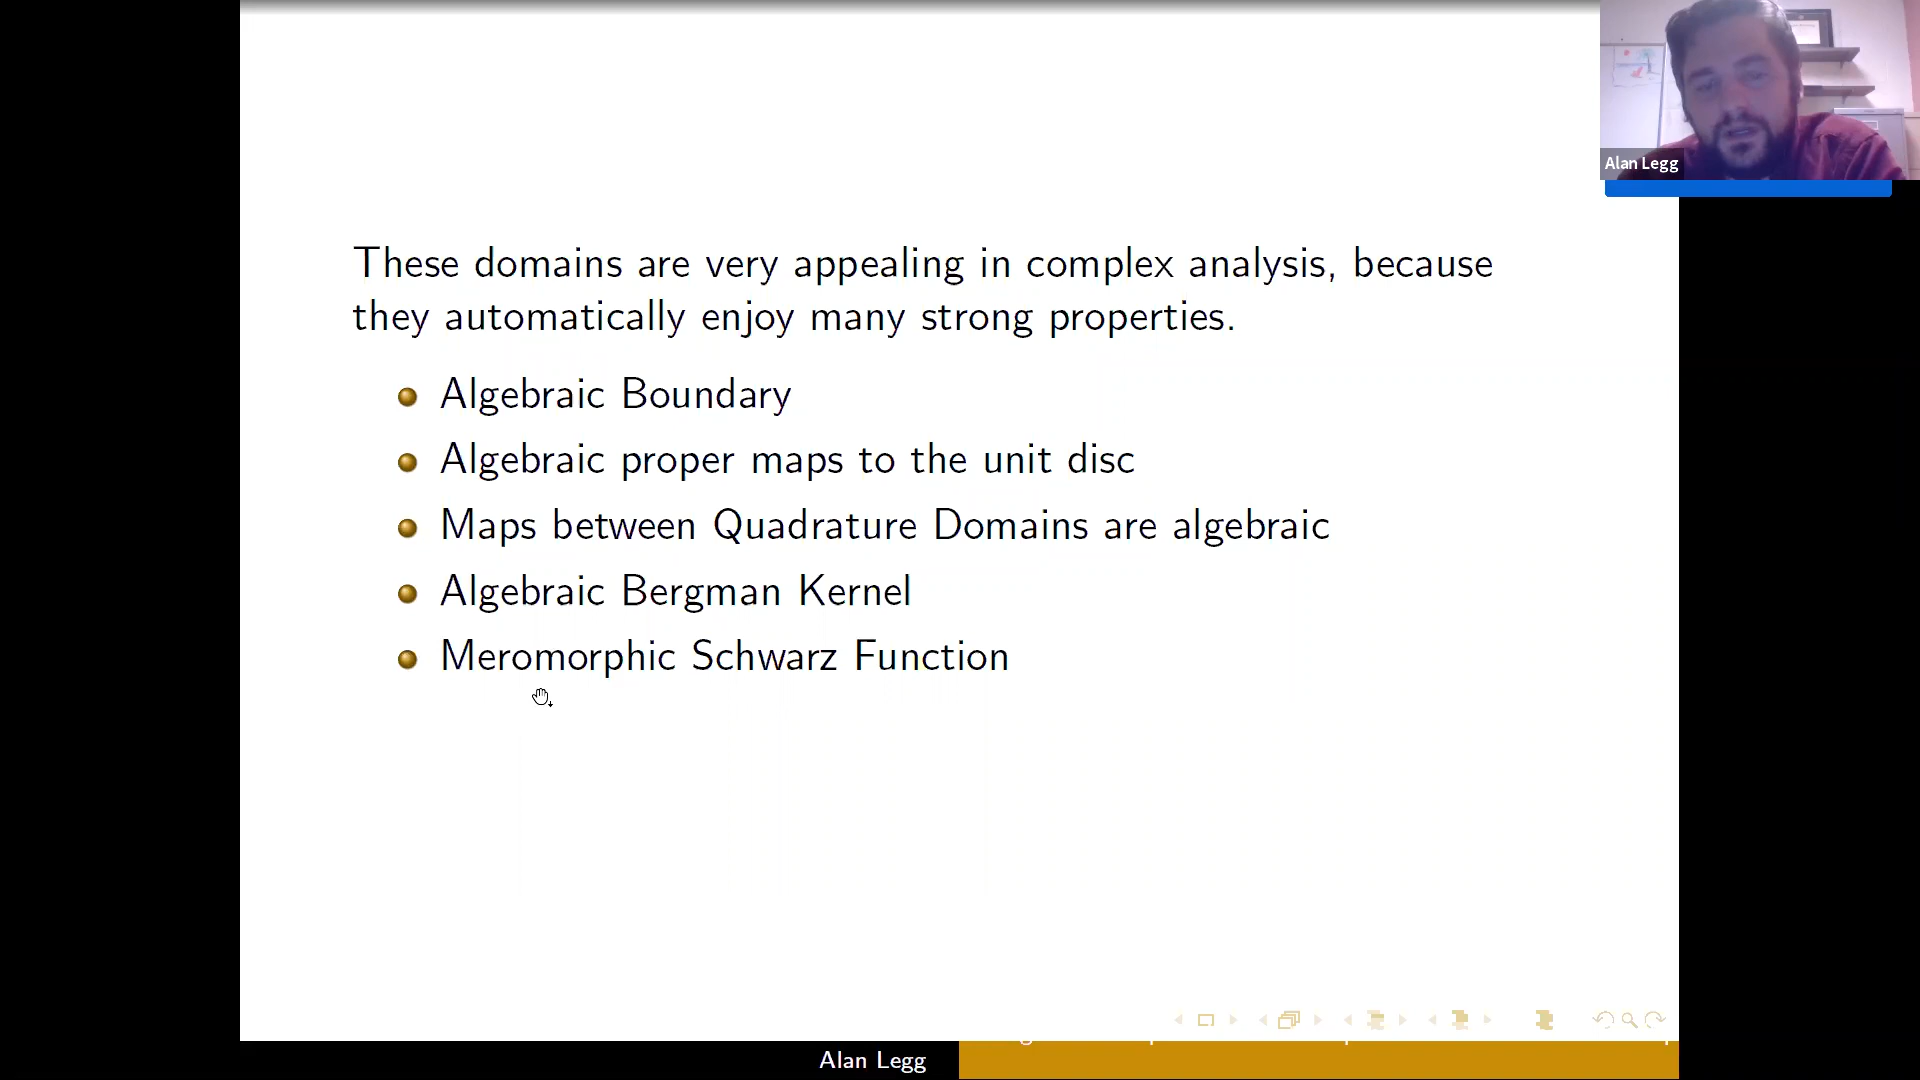 Alan Legg
These domains are very appealing in complex analysis, because
they automatically enjoy many strong properties.
Algebraic Boundary
Algebraic proper maps to the unit disc
Maps between Quadrature Domains are algebraic
Algebraic Bergman Kernel
Meromorphic Schwarz Function
Alan Legg